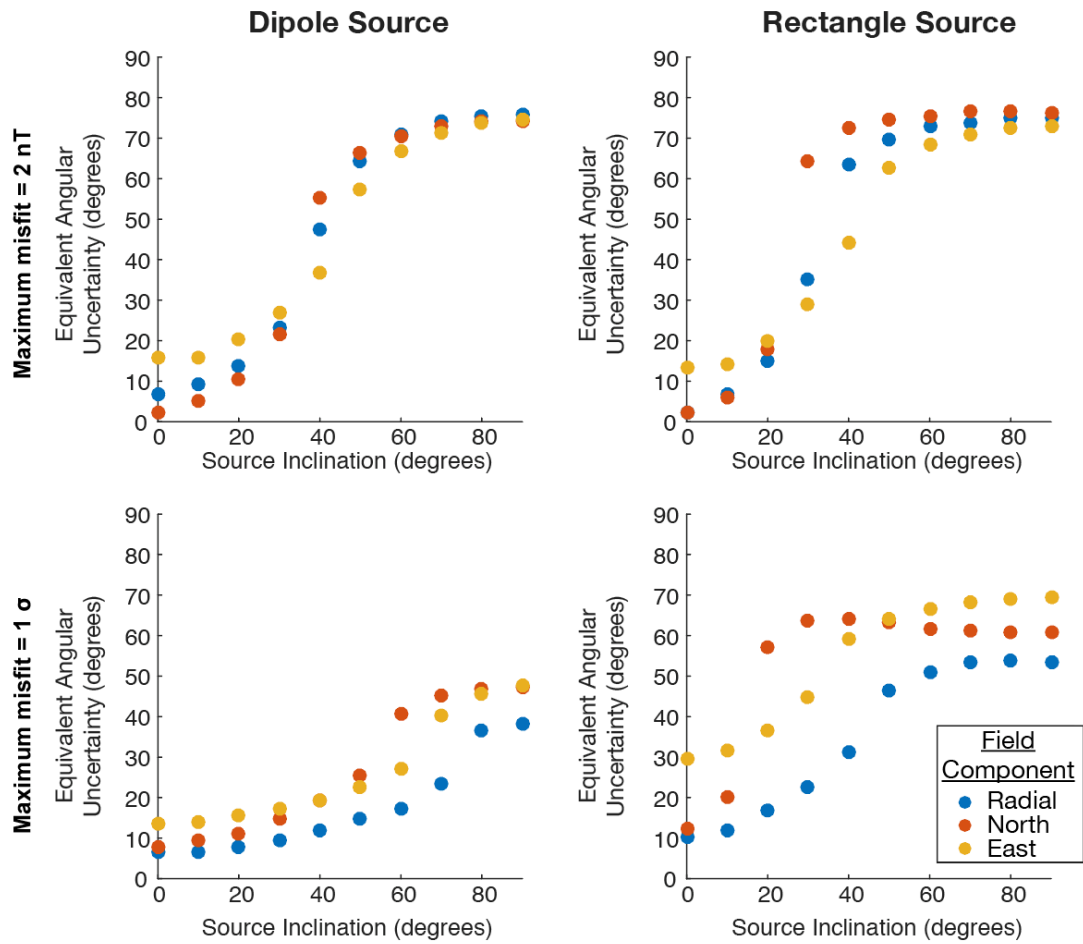 Dipole Source
Rectangle Source
Maximum misfit = 2 nT
Equivalent Angular
Uncertainty (degrees)
90
80
70
60
50
40
30
20
10
0
0 20 40 60 80
Source Inclination (degrees)
Equivalent Angular
Uncertainty (degrees)
90
80
70
60
50
40
30
20
10
0
0 20 40 60 80
Source Inclination (degrees)
Maximum misfit = 1 σ
Equivalent Angular
Uncertainty (degrees)
90
80
70
60
50
40
30
20
10
0
0 20 40 60 80
Source Inclination (degrees)
Equivalent Angular
Uncertainty (degrees)
90
80
70
60
50
40
30
20
10
0
0 20 40 60 80
Source Inclination (degrees)
Field
Component
Radial
North
East